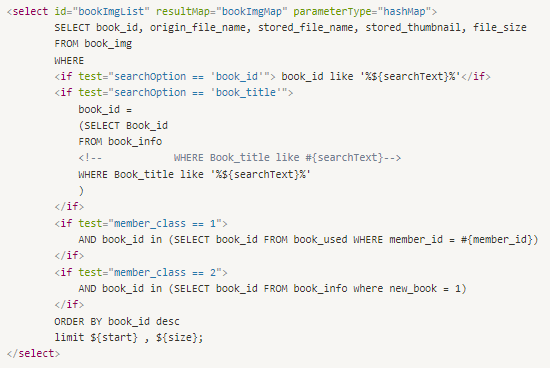 <select id="bookImgList" resultMap="bookImgMap" parameterType="hashMap">
SELECT book_id, origin_file_name, stored_file_name, stored_thumbnail, file_size
FROM book_img
WHERE
<if test="searchOption == 'book_id'"> book_id like '%${searchText}%'</if>
<if test="searchOption == 'book_title'">
book_id =
(SELECT Book_id
FROM book_info
<!-- WHERE Book_title like #{searchText}-->
WHERE Book_title like '%${searchText}%'
)
</if>
<if test="member_class == 1">
AND book_id in (SELECT book_id FROM book_used WHERE member_id = #{member_id})
</if>
<if test="member_class == 2">
AND book_id in (SELECT book_id FROM book_info where new_book = 1)
</if>
ORDER BY book_id desc
limit ${start} , ${size};
</select>